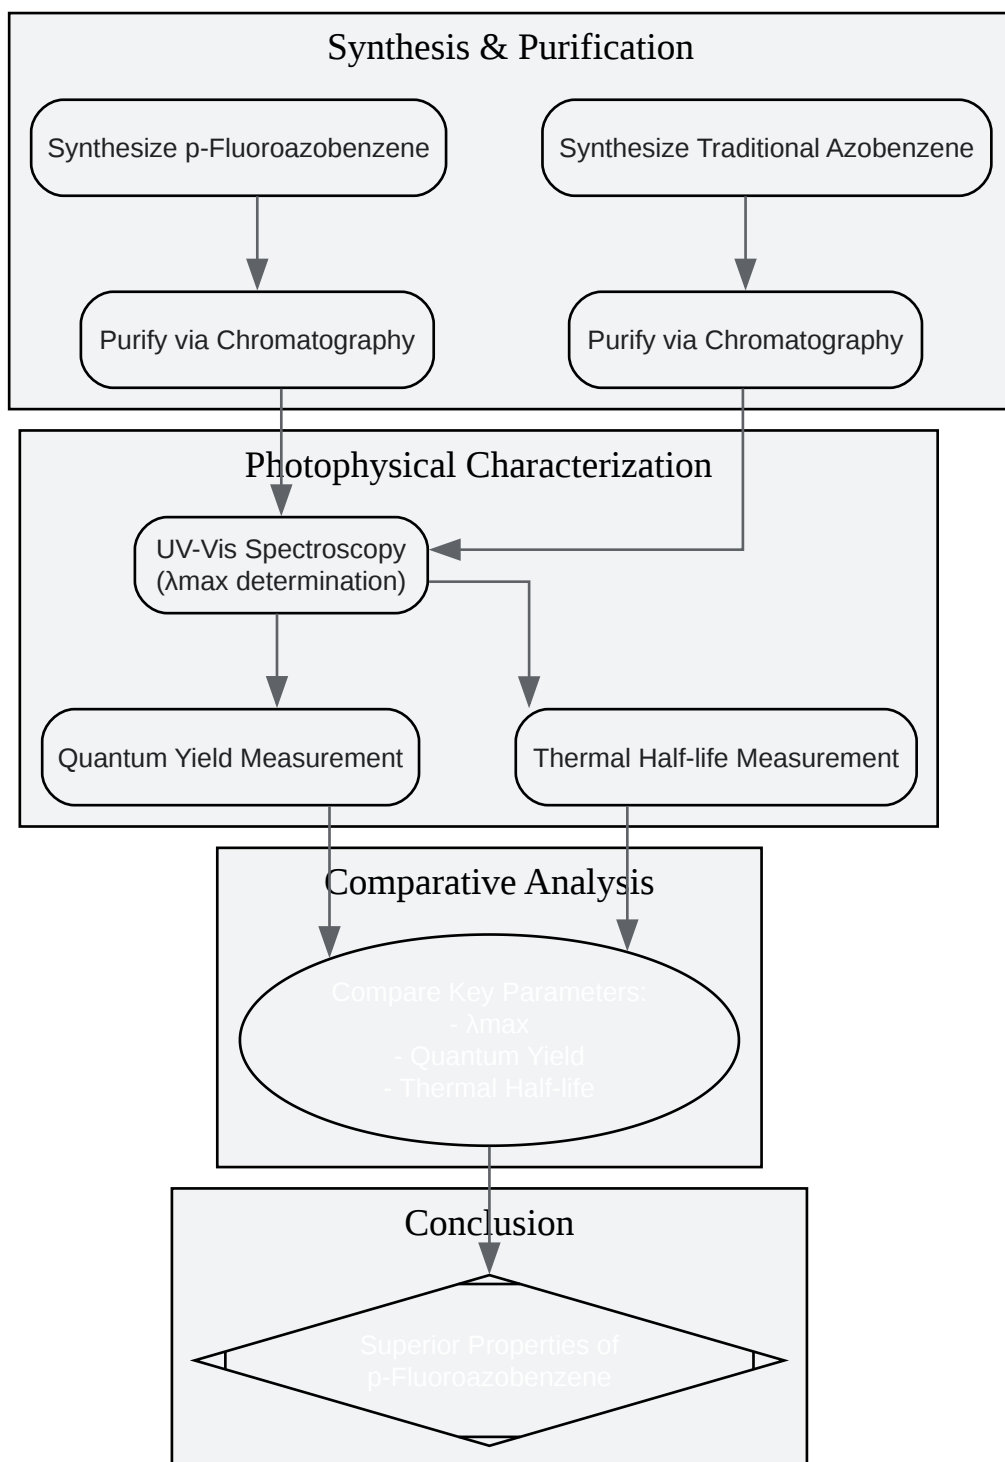 Synthesis & Purification
Synthesize p-Fluoroazobenzene
Synthesize Traditional Azobenzene
Purify via Chromatography
Purify via Chromatography
Photophysical Characterization
UV-Vis Spectroscopy
(λmax determination)
Quantum Yield Measurement
Thermal Half-life Measurement
Comparative Analysis
Compare Key Parameters:
- λmax
- Quantum Yield
- Thermal Half-life
Conclusion
Superior Properties of
p-Fluoroazobenzene